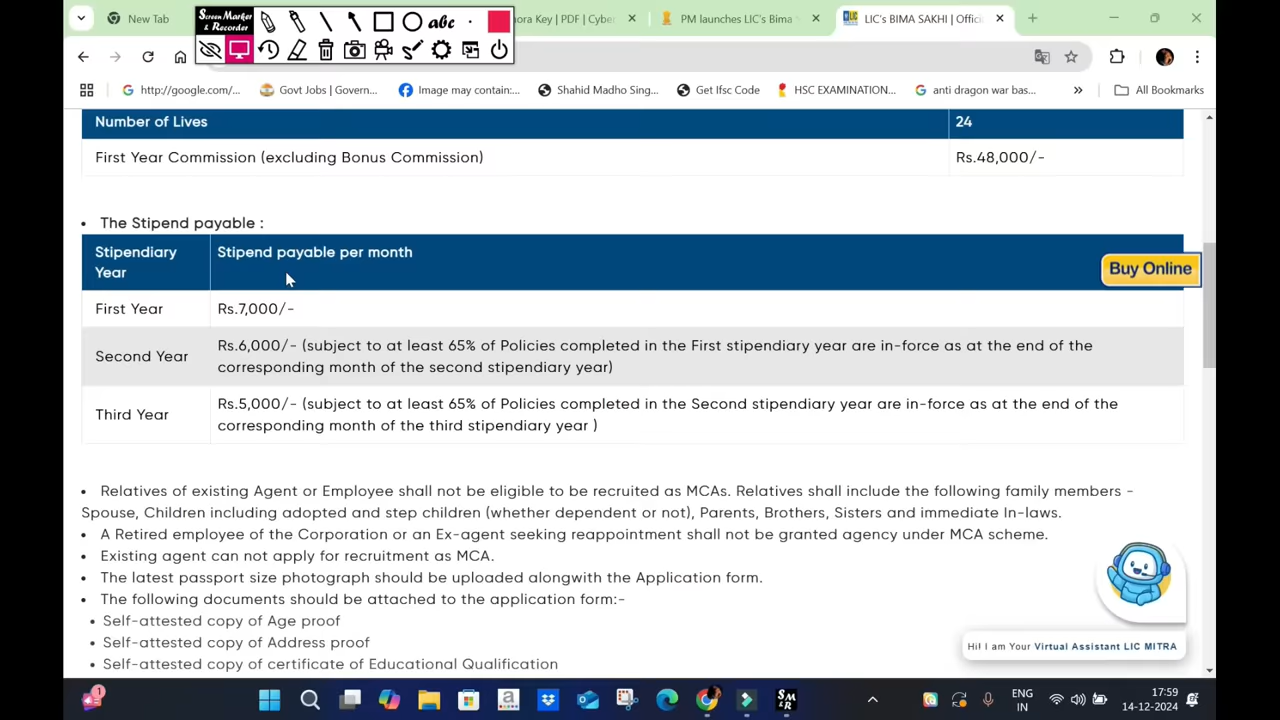 New Tab
Screen Marker & Recorder
abc
ora Key | PDF | Cyber
PM launches LIC's Bima
LIC's BIMA SAKHI | Offici
http://google.com/...
Govt Jobs | Govern...
Image may contain:...
Shahid Madho Sing...
Get Ifsc Code
HSC EXAMINATION...
anti dragon war bas...
All Bookmarks
Number of Lives 24
First Year Commission (excluding Bonus Commission) Rs.48,000/-
• The Stipend payable :
Stipendiary Year Stipend payable per month
Buy Online
First Year Rs.7,000/-
Second Year Rs.6,000/- (subject to at least 65% of Policies completed in the First stipendiary year are in-force as at the end of the
corresponding month of the second stipendiary year)
Third Year Rs.5,000/- (subject to at least 65% of Policies completed in the Second stipendiary year are in-force as at the end of the
corresponding month of the third stipendiary year )
• Relatives of existing Agent or Employee shall not be eligible to be recruited as MCAs. Relatives shall include the following family members -
Spouse, Children including adopted and step children (whether dependent or not), Parents, Brothers, Sisters and immediate In-laws.
• A Retired employee of the Corporation or an Ex-agent seeking reappointment shall not be granted agency under MCA scheme.
• Existing agent can not apply for recruitment as MCA.
• The latest passport size photograph should be uploaded alongwith the Application form.
• The following documents should be attached to the application form:-
• Self-attested copy of Age proof
• Self-attested copy of Address proof
• Self-attested copy of certificate of Educational Qualification
Hi! I am Your Virtual Assistant LIC MITRA
1
ENG
IN
17:59
14-12-2024